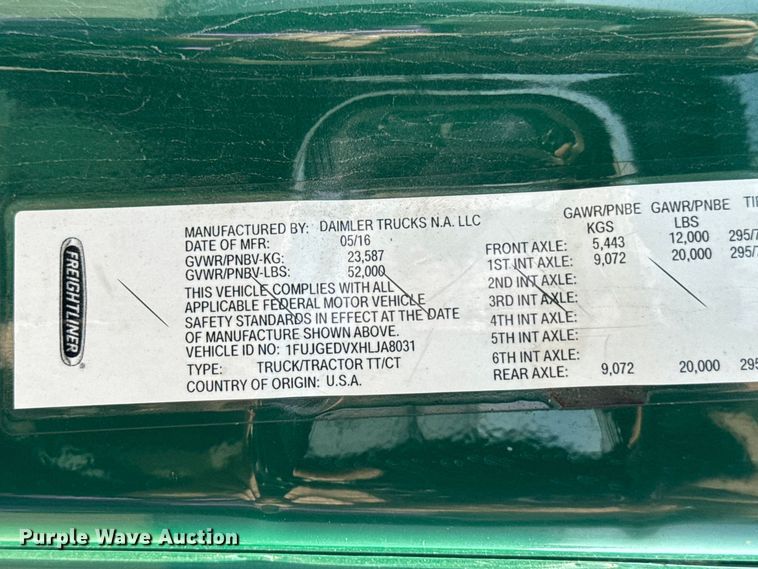 FREIGHTLINER
MANUFACTURED BY: DAIMLER TRUCKS N.A. LLC
DATE OF MFR: 05/16
GVWR/PNBV-KG: 23,587
GVWR/PNBV-LBS: 52,000
THIS VEHICLE COMPLIES WITH ALL
APPLICABLE FEDERAL MOTOR VEHICLE
SAFETY STANDARDS IN EFFECT AT THE DATE
OF MANUFACTURE SHOWN ABOVE.
VEHICLE ID NO: 1FUJGEDVXHLJA8031
TYPE: TRUCK/TRACTOR TT/CT
COUNTRY OF ORIGIN: U.S.A.
GAWR/PNBE GAWR/PNBE
KGS LBS
FRONT AXLE: 5,443 12,000 295/7
1ST INT AXLE: 9,072 20,000 295/7
2ND INT AXLE:
3RD INT AXLE:
4TH INT AXLE:
5TH INT AXLE:
6TH INT AXLE:
REAR AXLE: 9,072 20,000 295
Purple Wave Auction